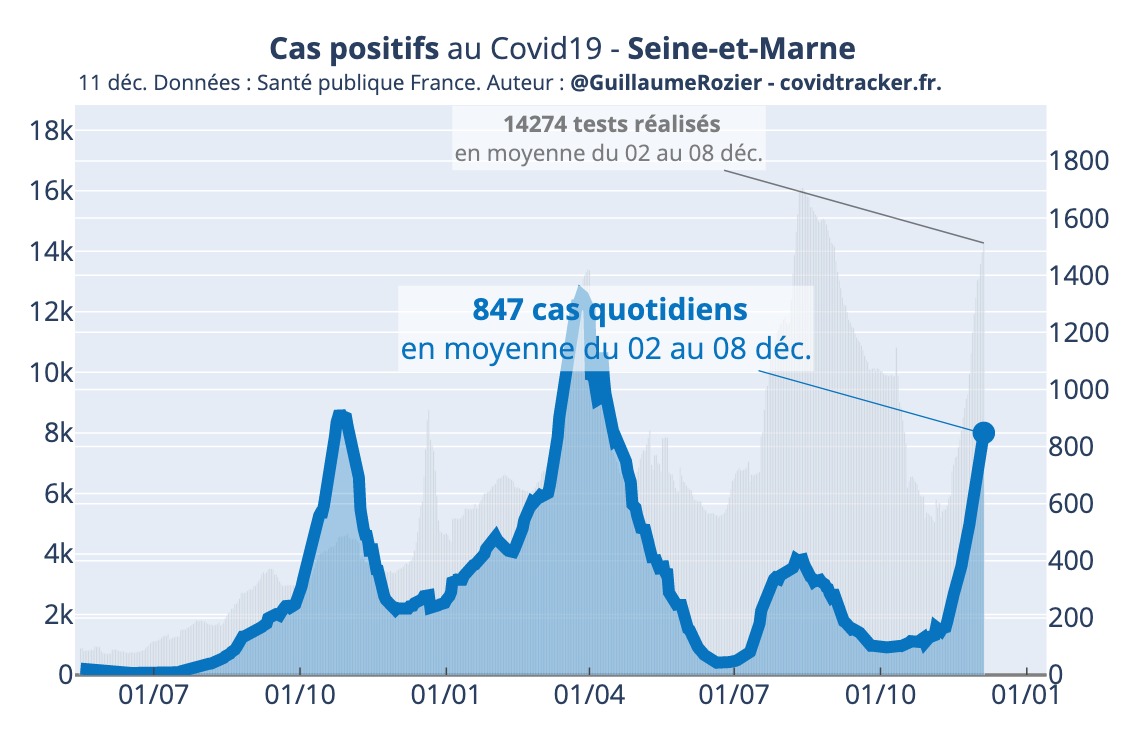 Cas positifs au Covid19 - Seine-et-Marne
11 déc. Données : Santé publique France. Auteur : @GuillaumeRozier - covidtracker.fr.
14274 tests réalisés
en moyenne du 02 au 08 déc.
847 cas quotidiens
en moyenne du 02 au 08 déc.
18k
16k
14k
12k
10k
8k
6k
4k
2k
0
1800
1600
1400
1200
1000
800
600
400
200
0
01/07
01/10
01/01
01/04
01/07
01/10
01/01